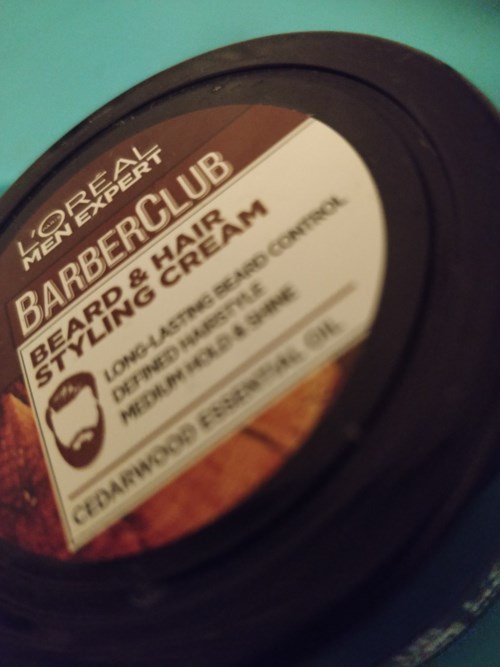 L'ORÉAL
MEN EXPERT
BARBERCLUB
BEARD & HAIR
STYLING CREAM
LONG-LASTING BEARD CONTROL
DEFINED HAIRSTYLE
MEDIUM HOLD & SHINE
CEDARWOOD ESSENTIAL OIL